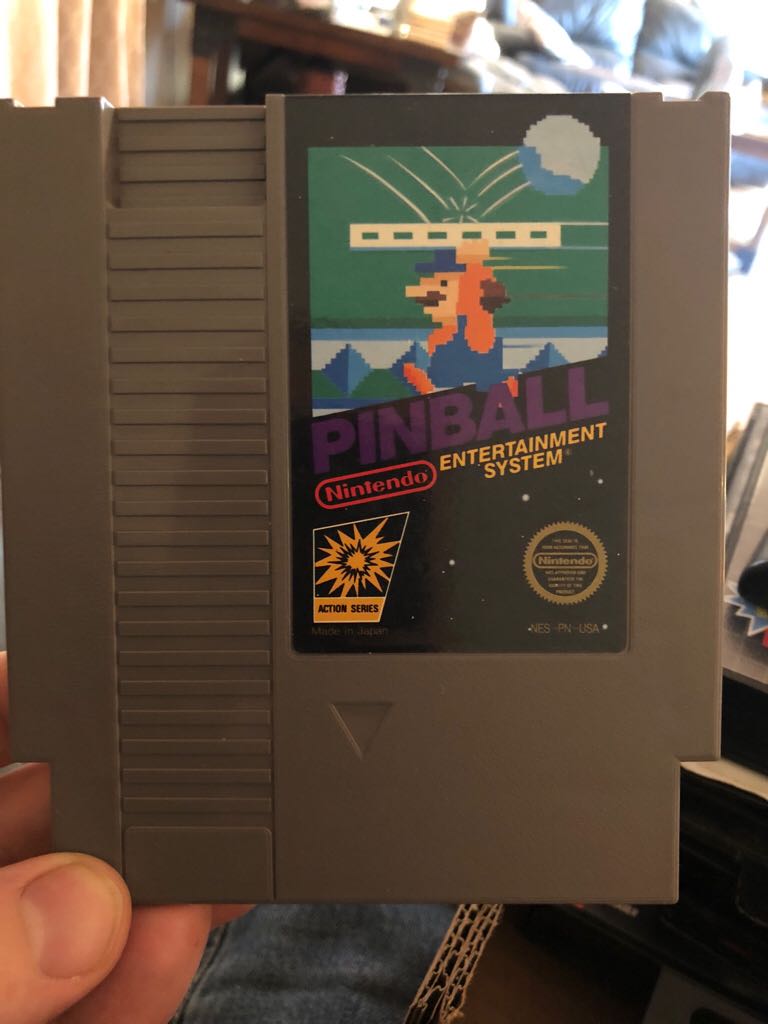 PINBALL
Nintendo
ENTERTAINMENT
SYSTEM
ACTION SERIES
Nintendo
Made in Japan
NES-PN-USA